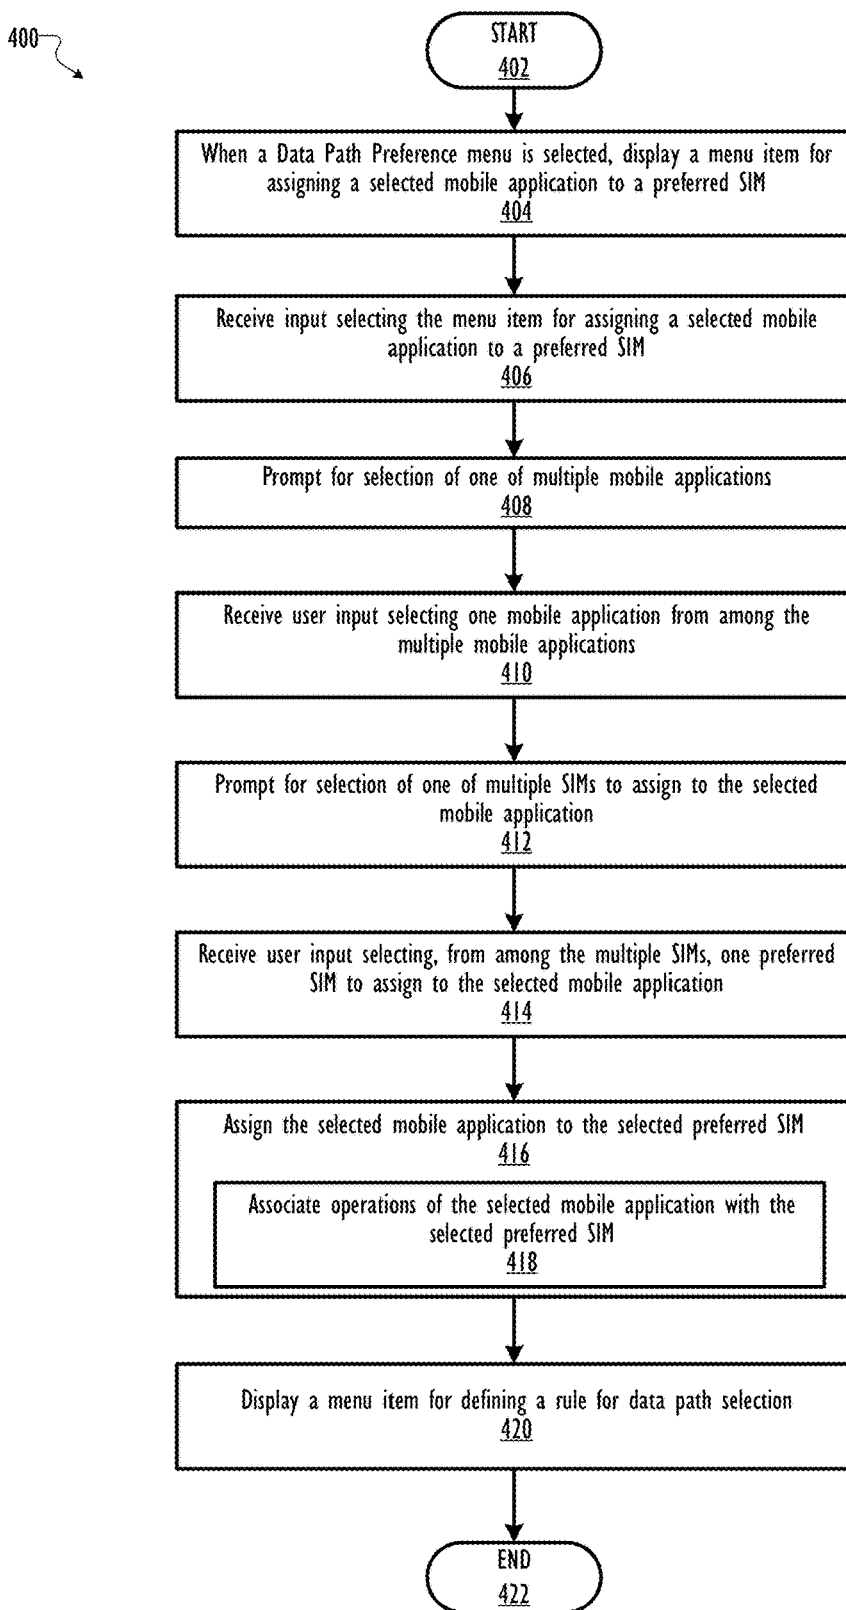 400
START
402
When a Data Path Preference menu is selected, display a menu item for
assigning a selected mobile application to a preferred SIM
404
Receive input selecting the menu item for assigning a selected mobile
application to a preferred SIM
406
Prompt for selection of one of multiple mobile applications
408
Receive user input selecting one mobile application from among the
multiple mobile applications
410
Prompt for selection of one of multiple SIMs to assign to the selected
mobile application
412
Receive user input selecting, from among the multiple SIMs, one preferred
SIM to assign to the selected mobile application
414
Assign the selected mobile application to the selected preferred SIM
416
Associate operations of the selected mobile application with the
selected preferred SIM
418
Display a menu item for defining a rule for data path selection
420
END
422